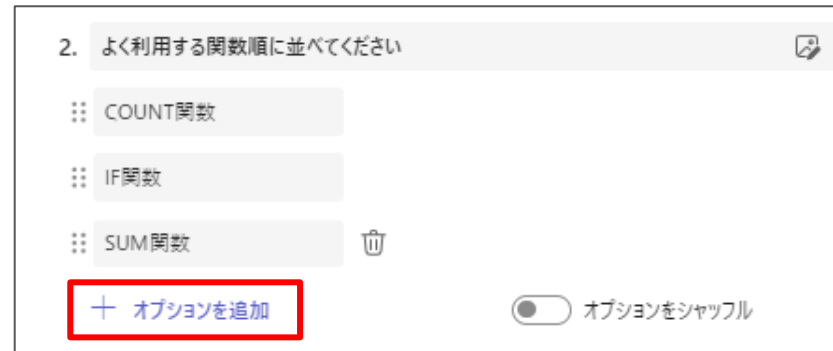 2. よく利用する関数順に並べてください
COUNT関数
IF関数
SUM関数
+ オプションを追加
オプションをシャッフル